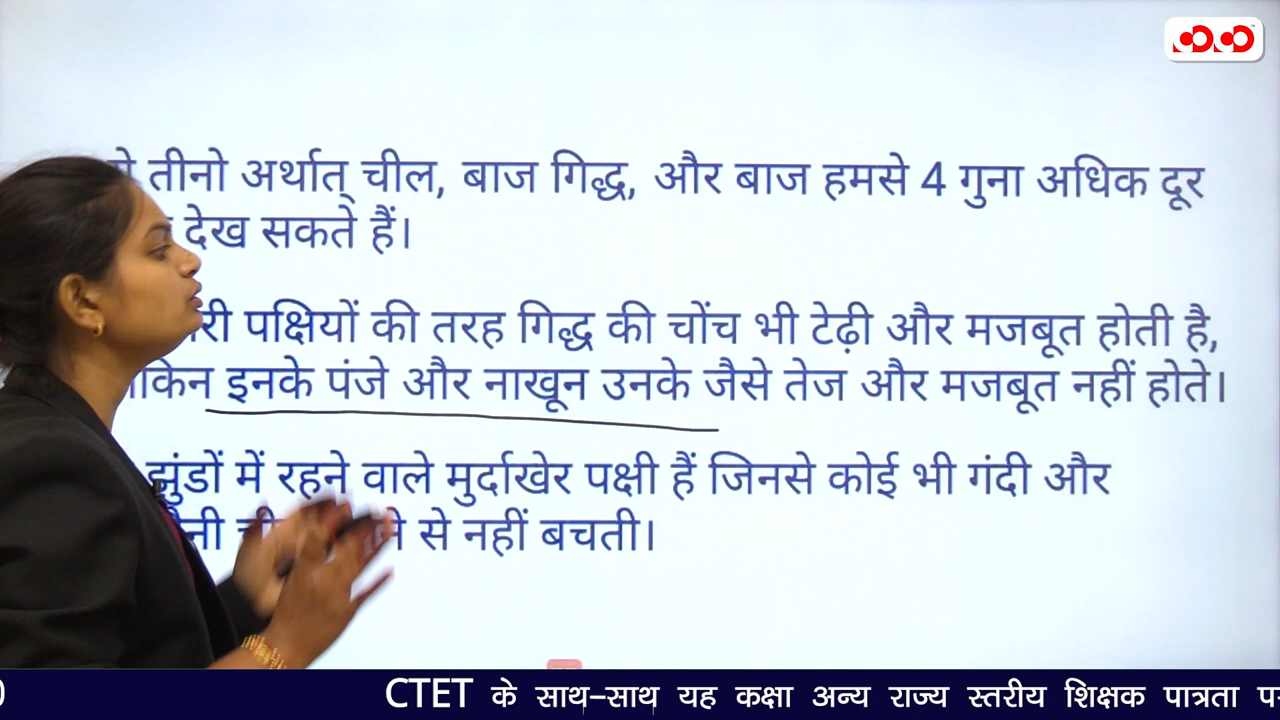 तीनो अर्थात् चील, बाज गिद्ध, और बाज हमसे 4 गुना अधिक दूर
देख सकते हैं।
पक्षियों की तरह गिद्ध की चोंच भी टेढ़ी और मजबूत होती है,
इनके पंजे और नाखून उनके जैसे तेज और मजबूत नहीं होते।
झुंडों में रहने वाले मुर्दाखेर पक्षी हैं जिनसे कोई भी गंदी और
से नहीं बचती।
CTET के साथ-साथ यह कक्षा अन्य राज्य स्तरीय शिक्षक पात्रता